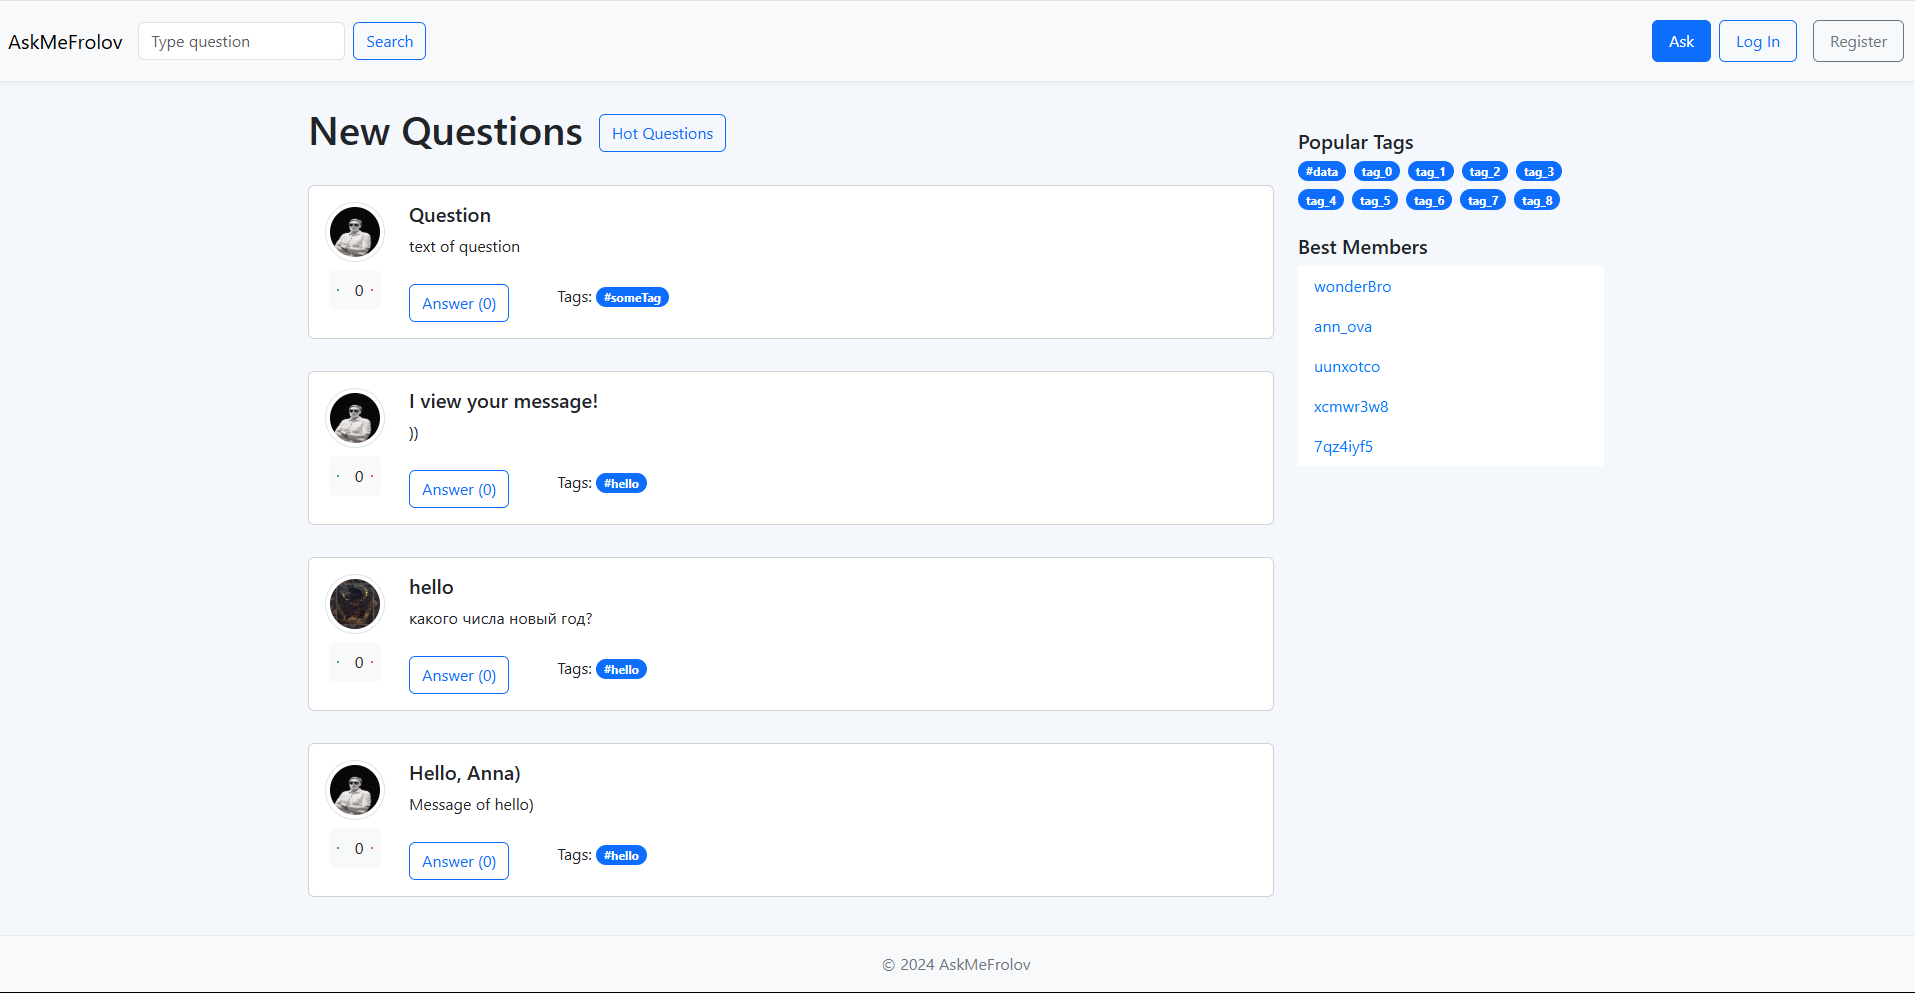 AskMeFrolov Type question Search Ask Log In Register
New Questions Hot Questions
Question
text of question
0
Answer (0) Tags: #someTag
I view your message!
))
0
Answer (0) Tags: #hello
hello
какого числа новый год?
0
Answer (0) Tags: #hello
Hello, Anna)
Message of hello)
0
Answer (0) Tags: #hello
Popular Tags
#data tag_0 tag_1 tag_2 tag_3
tag_4 tag_5 tag_6 tag_7 tag_8
Best Members
wonderBro
ann_ova
uunxotco
xcmwr3w8
7qz4iyf5
© 2024 AskMeFrolov